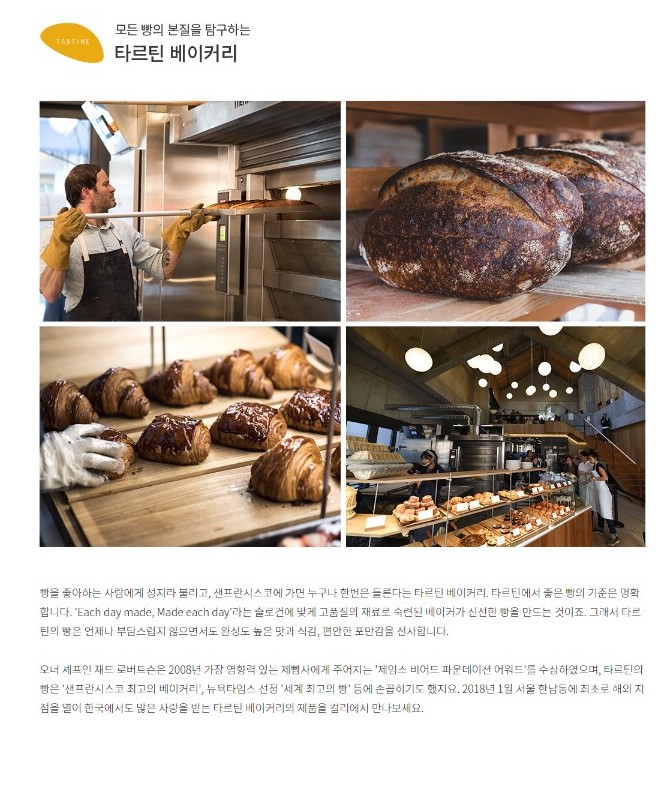 TARTINE
모든 빵의 본질을 탐구하는
타르틴 베이커리
빵을 좋아하는 사람에게 성지라 불리고, 샌프란시스코에 가면 누구나 한번은 들른다는 타르틴 베이커리. 타르틴에서 좋은 빵의 기준은 명확
합니다. 'Each day made, Made each day'라는 슬로건에 맞게 고품질의 재료로 숙련된 베이커가 신선한 빵을 만드는 것이죠. 그래서 타르
틴의 빵은 언제나 부담스럽지 않으면서도 완성도 높은 맛과 식감, 편안한 포만감을 선사합니다.
오너 셰프인 채드 로버트슨은 2008년 가장 영향력 있는 제빵사에게 주어지는 '제임스 비어드 파운데이션 어워드'를 수상하였으며, 타르틴의
빵은 '샌프란시스코 최고의 베이커리', 뉴욕타임스 선정 '세계 최고의 빵' 등에 손꼽히기도 했지요. 2018년 1월 서울 한남동에 최초로 해외 지
점을 열어 한국에서도 많은 사랑을 받는 타르틴 베이커리의 제품을 컬리에서 만나보세요.